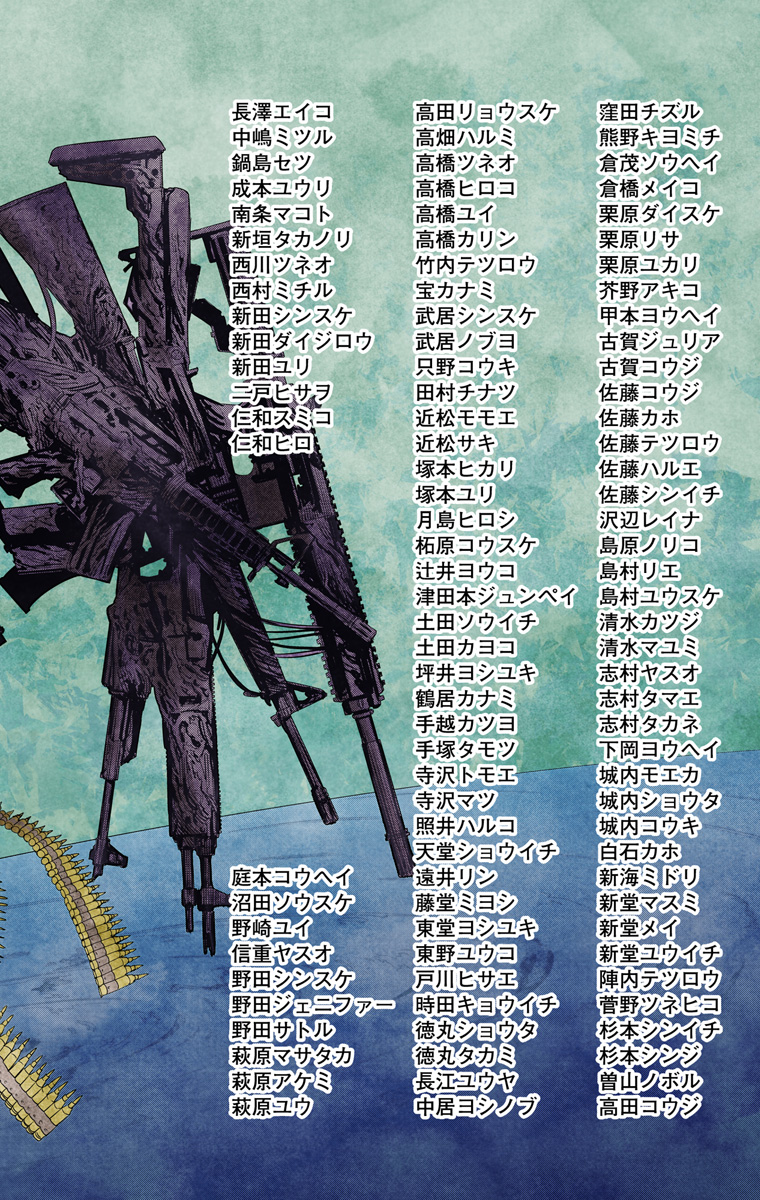 窪田チズル
熊野キヨミチ
倉茂ソウヘイ
倉橋メイコ
栗原ダイスケ
栗原リサ
栗原ユカリ
芥野アキコ
甲本ヨウヘイ
古賀ジュリア
古賀コウジ
佐藤コウジ
佐藤カホ
佐藤テツロウ
佐藤ハルエ
佐藤シンイチ
沢辺レイナ
島原ノリコ
島村リエ
島村ユウスケ
清水カツジ
清水マユミ
志村ヤスオ
志村タマエ
志村タカネ
下岡ヨウヘイ
城内モエカ
城内ショウタ
城内コウキ
白石カホ
新海ミドリ
新堂マスミ
新堂メイ
新堂ユウイチ
陣内テツロウ
菅野ツネヒコ
杉本シンイチ
杉本シンジ
曽山ノボル
高田コウジ
高田リョウスケ
高畑ハルミ
高橋ツネオ
高橋ヒロコ
高橋ユイ
高橋カリン
竹内テツロウ
宝カナミ
武居シンスケ
武居ノブヨ
只野コウキ
田村チナツ
近松モモエ
近松サキ
塚本ヒカリ
塚本ユリ
月島ヒロシ
柘原コウスケ
辻井ヨウコ
津田本ジュンペイ
土田ソウイチ
土田カヨコ
坪井ヨシユキ
鶴居カナミ
手越カツヨ
手塚タモツ
寺沢トモエ
寺沢マツ
照井ハルコ
天堂ショウイチ
遠井リン
藤堂ミヨシ
東堂ヨシユキ
東野ユウコ
戸川ヒサエ
時田キョウイチ
徳丸ショウタ
徳丸タカミ
長江ユウヤ
中居ヨシノブ
長澤エイコ
中嶋ミツル
鍋島セツ
成本ユウリ
南条マコト
新垣タカノリ
西川ツネオ
西村ミチル
新田シンスケ
新田ダイジロウ
新田ユリ
二戸ヒサヲ
仁和スミコ
仁和ヒロ
庭本コウヘイ
沼田ソウスケ
野崎ユイ
信重ヤスオ
野田シンスケ
野田ジェニファー
野田サトル
萩原マサタカ
萩原アケミ
萩原ユウ